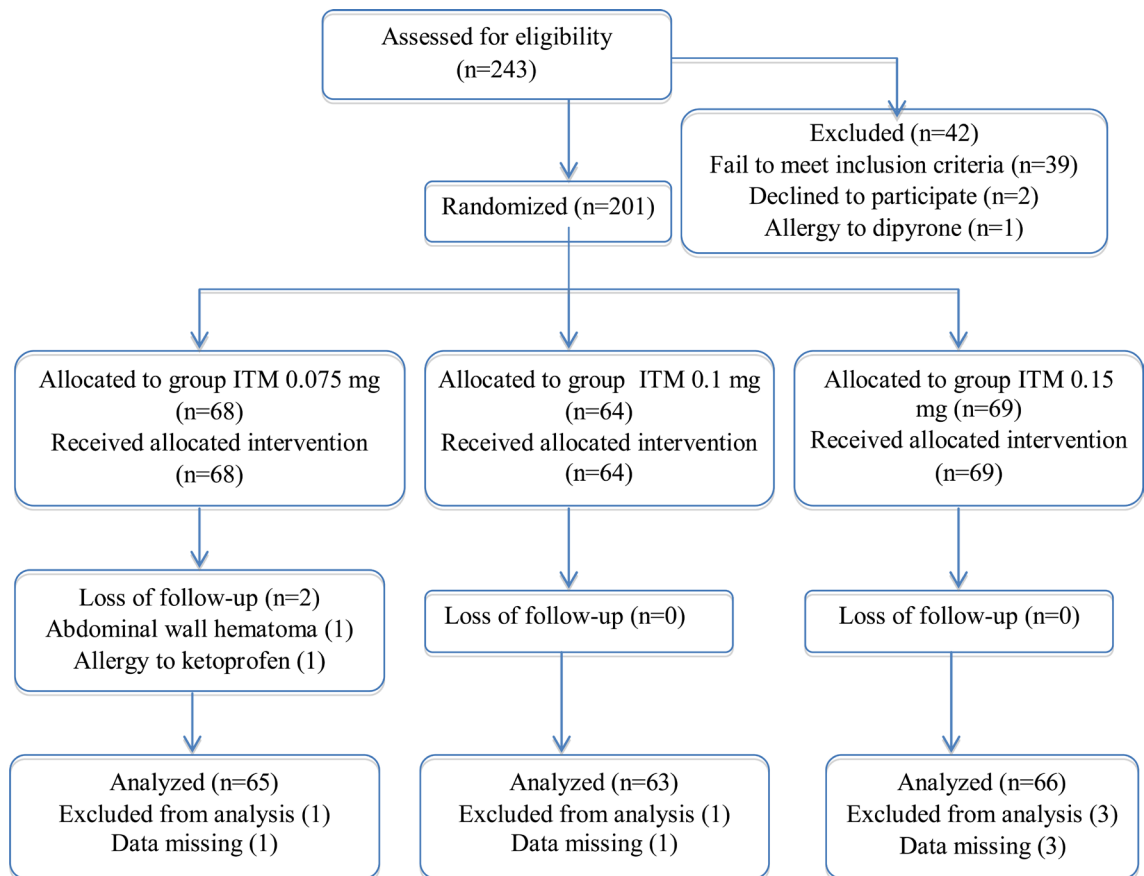 Assessed for eligibility
(n=243)
Excluded (n=42)
Fail to meet inclusion criteria (n=39)
Declined to participate (n=2)
Allergy to dipyrone (n=1)
Randomized (n=201)
Allocated to group ITM 0.075 mg
(n=68)
Received allocated intervention
(n=68)
Allocated to group ITM 0.1 mg
(n=64)
Received allocated intervention
(n=64)
Allocated to group ITM 0.15
mg (n=69)
Received allocated intervention
(n=69)
Loss of follow-up (n=2)
Abdominal wall hematoma (1)
Allergy to ketoprofen (1)
Loss of follow-up (n=0)
Loss of follow-up (n=0)
Analyzed (n=65)
Excluded from analysis (1)
Data missing (1)
Analyzed (n=63)
Excluded from analysis (1)
Data missing (1)
Analyzed (n=66)
Excluded from analysis (3)
Data missing (3)